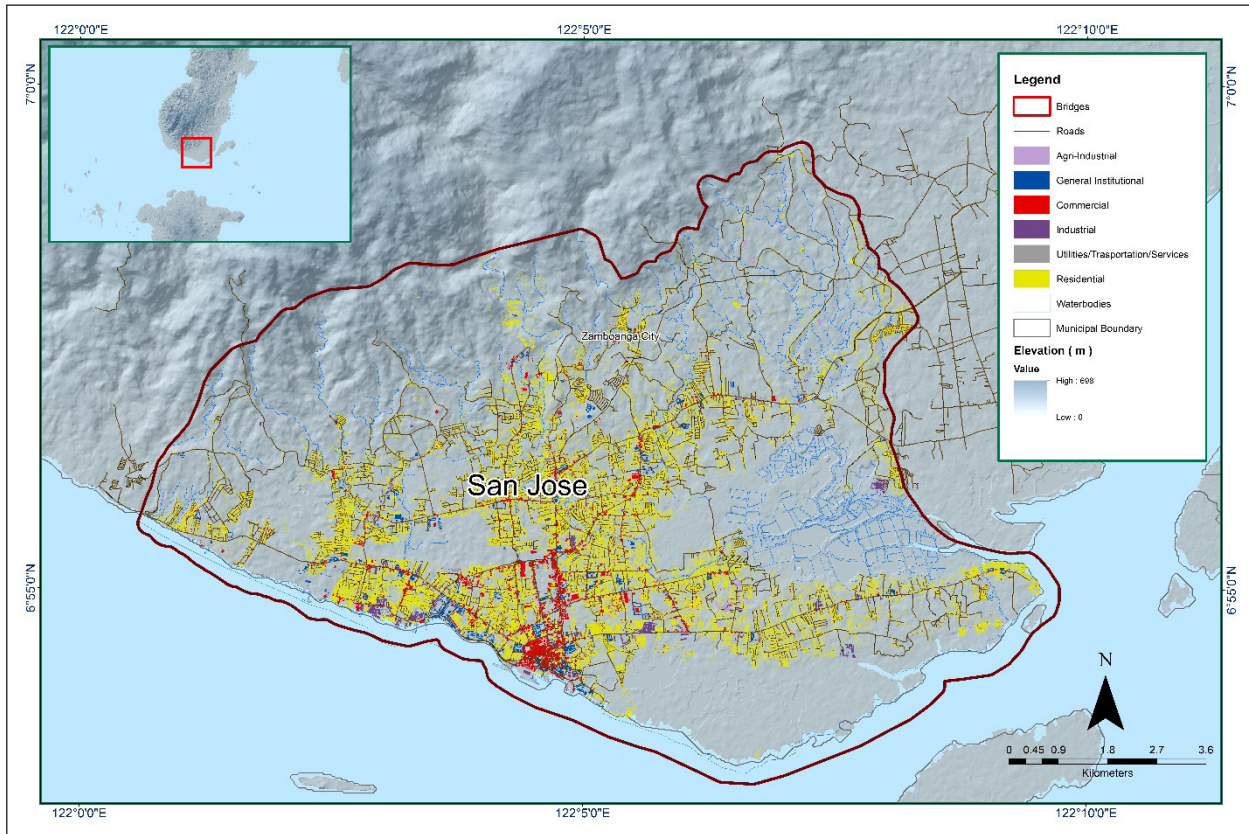 122°0'0"E 122°5'0"E 122°10'0"E
7°0'0"N 7°0'0"N
Legend
Bridges
Roads
Agri-Industrial
General Institutional
Commercial
Industrial
Utilities/Trasportation/Services
Residential
Waterbodies
Municipal Boundary
Elevation ( m )
Value
High : 698
Low : 0
Zamboanga City
San Jose
6°55'0"N 6°55'0"N
N
0 0.45 0.9 1.8 2.7 3.6
Kilometers
122°0'0"E 122°5'0"E 122°10'0"E